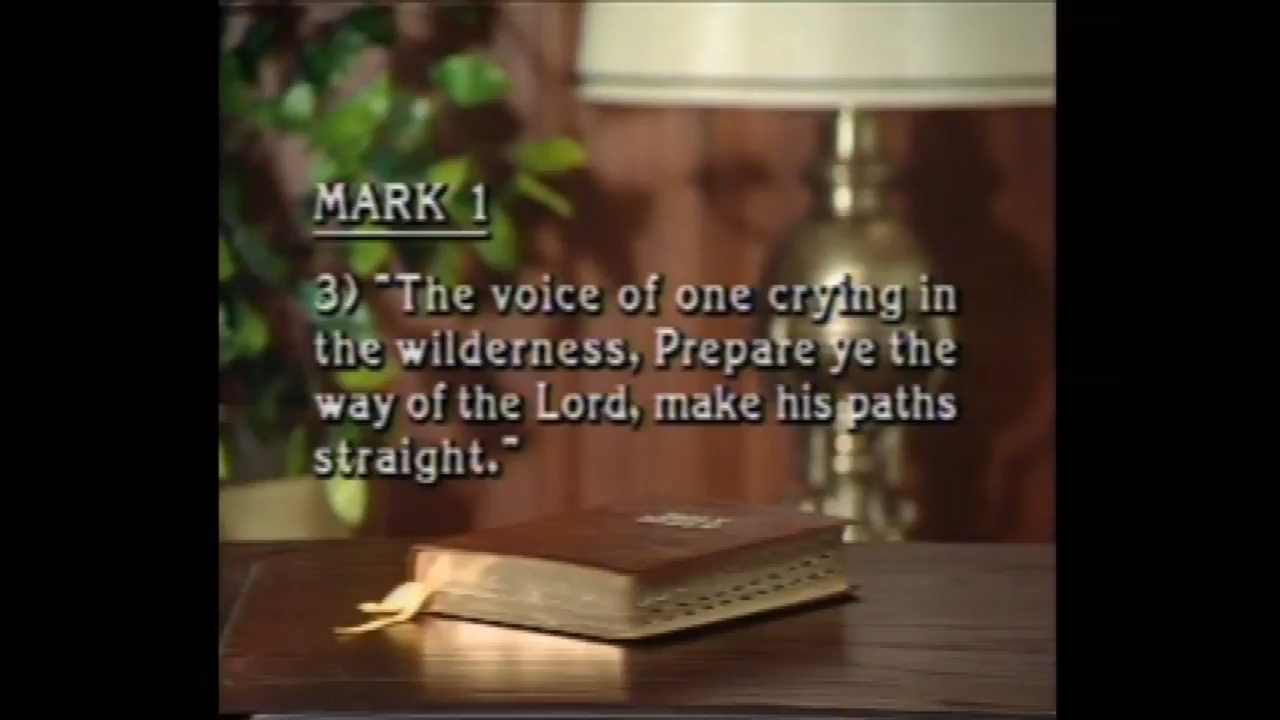 MARK 1
3) "The voice of one crying in
the wilderness, Prepare ye the
way of the Lord, make his paths
straight."